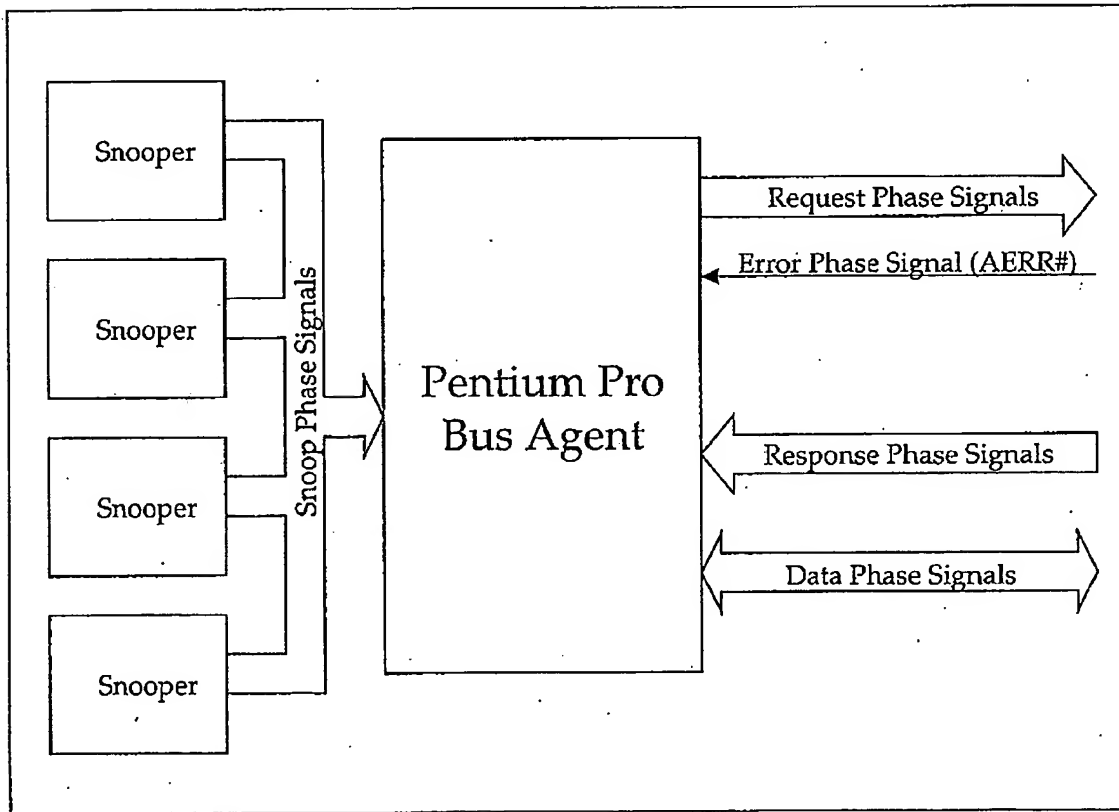 Snooper
Snooper
Snooper
Snooper
Snoop Phase Signals
Pentium Pro
Bus Agent
Request Phase Signals
Error Phase Signal (AERR#)
Response Phase Signals
Data Phase Signals